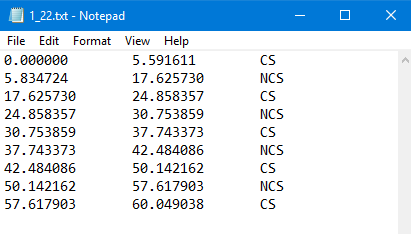 1_22.txt - Notepad
File Edit Format View Help
0.000000 5.591611 CS
5.834724 17.625730 NCS
17.625730 24.858357 CS
24.858357 30.753859 NCS
30.753859 37.743373 CS
37.743373 42.484086 NCS
42.484086 50.142162 CS
50.142162 57.617903 NCS
57.617903 60.049038 CS